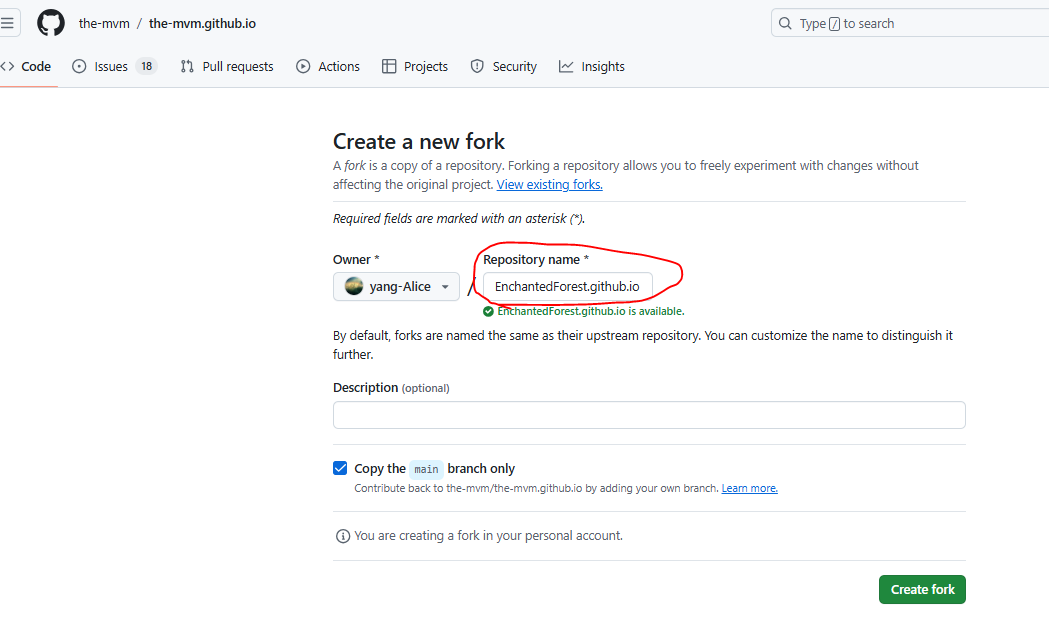 the-mvm / the-mvm.github.io
Type / to search
Code Issues 18 Pull requests Actions Projects Security Insights
Create a new fork
A fork is a copy of a repository. Forking a repository allows you to freely experiment with changes without
affecting the original project. View existing forks.
Required fields are marked with an asterisk (*).
Owner * Repository name *
yang-Alice / EnchantedForest.github.io
EnchantedForest.github.io is available.
By default, forks are named the same as their upstream repository. You can customize the name to distinguish it
further.
Description (optional)
Copy the main branch only
Contribute back to the-mvm/the-mvm.github.io by adding your own branch. Learn more.
You are creating a fork in your personal account.
Create fork